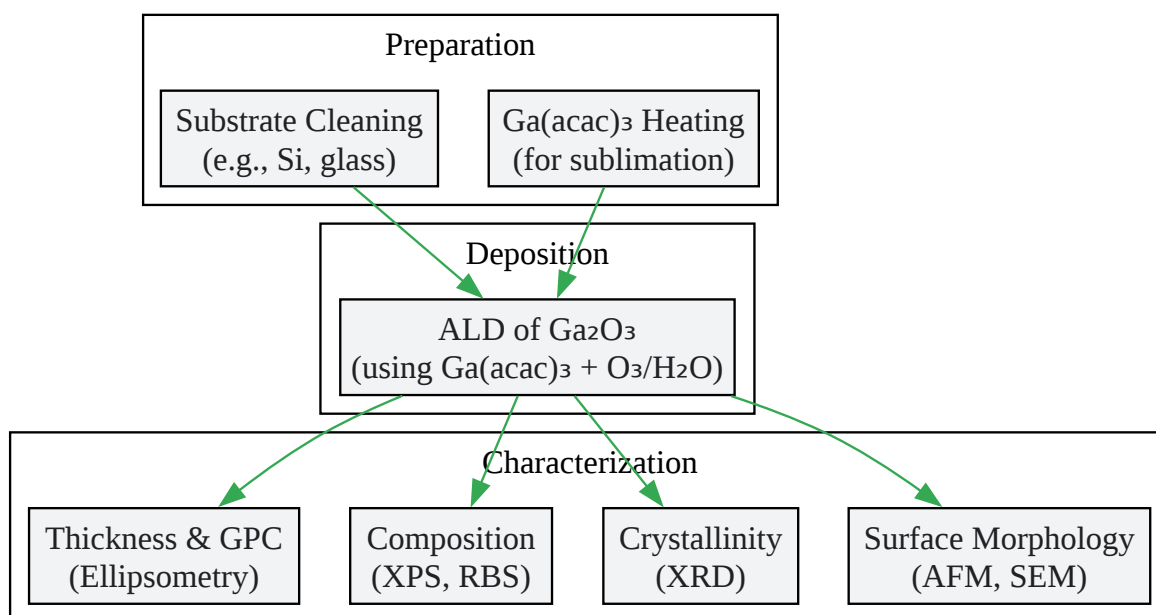 Preparation
Substrate Cleaning
(e.g., Si, glass)
Ga(acac)₃ Heating
(for sublimation)
Deposition
ALD of Ga₂O₃
(using Ga(acac)₃ + O₃/H₂O)
Characterization
Thickness & GPC
(Ellipsometry)
Composition
(XPS, RBS)
Crystallinity
(XRD)
Surface Morphology
(AFM, SEM)